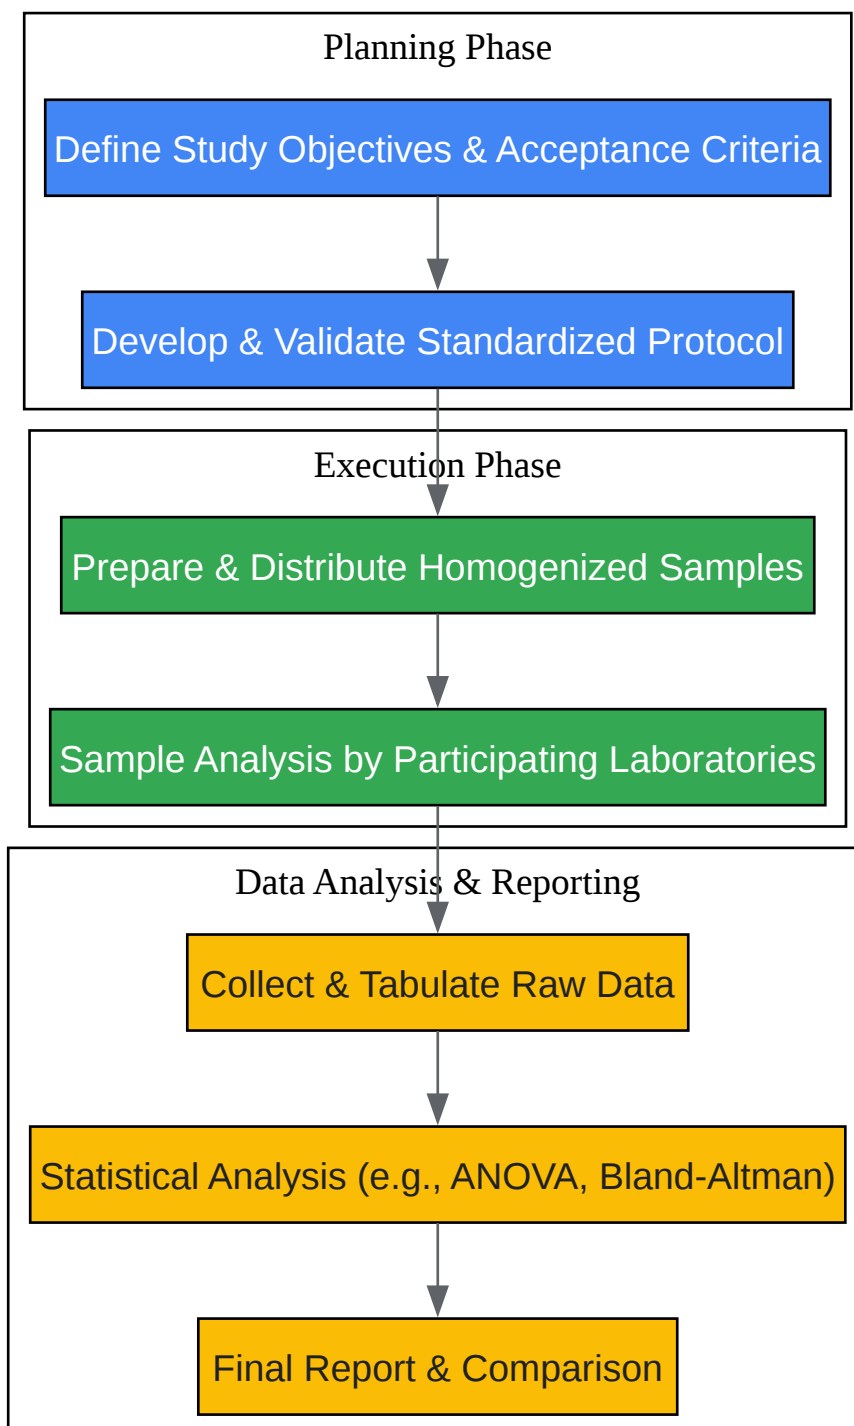 Planning Phase
Define Study Objectives & Acceptance Criteria
Develop & Validate Standardized Protocol
Execution Phase
Prepare & Distribute Homogenized Samples
Sample Analysis by Participating Laboratories
Data Analysis & Reporting
Collect & Tabulate Raw Data
Statistical Analysis (e.g., ANOVA, Bland-Altman)
Final Report & Comparison